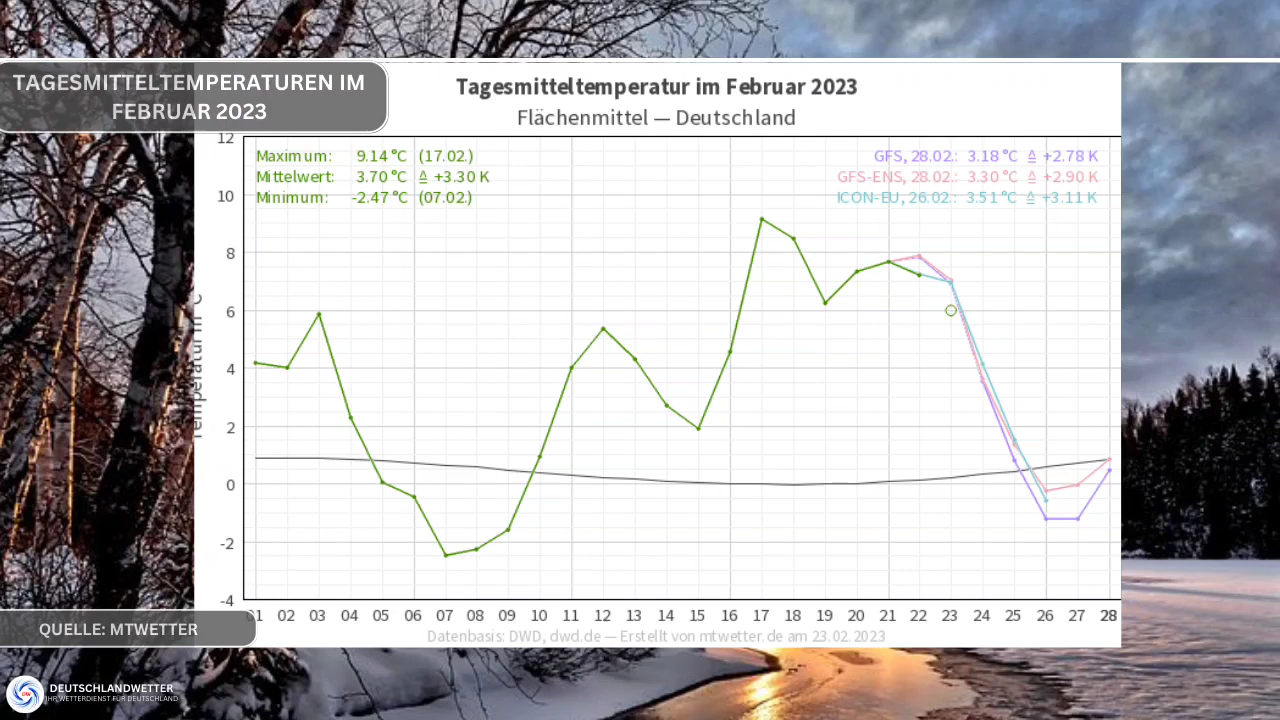 TAGESMITTELTEMPERATUREN IM
FEBRUAR 2023
Tagesmitteltemperatur im Februar 2023
Flächenmittel — Deutschland
Maximum: 9.14 °C (17.02.)
Mittelwert: 3.70 °C ≙ +3.30 K
Minimum: -2.47 °C (07.02.)
GFS, 28.02.: 3.18 °C ≙ +2.78 K
GFS-ENS, 28.02.: 3.30 °C ≙ +2.90 K
ICON-EU, 26.02.: 3.51 °C ≙ +3.11 K
Temperatur in °C
12
10
8
6
4
2
0
-2
-4
01 02 03 04 05 06 07 08 09 10 11 12 13 14 15 16 17 18 19 20 21 22 23 24 25 26 27 28
Datenbasis: DWD, dwd.de — Erstellt von mtwetter.de am 23.02.2023
QUELLE: MTWETTER
DW
DEUTSCHLANDWETTER
IHR WETTERDIENST FÜR DEUTSCHLAND